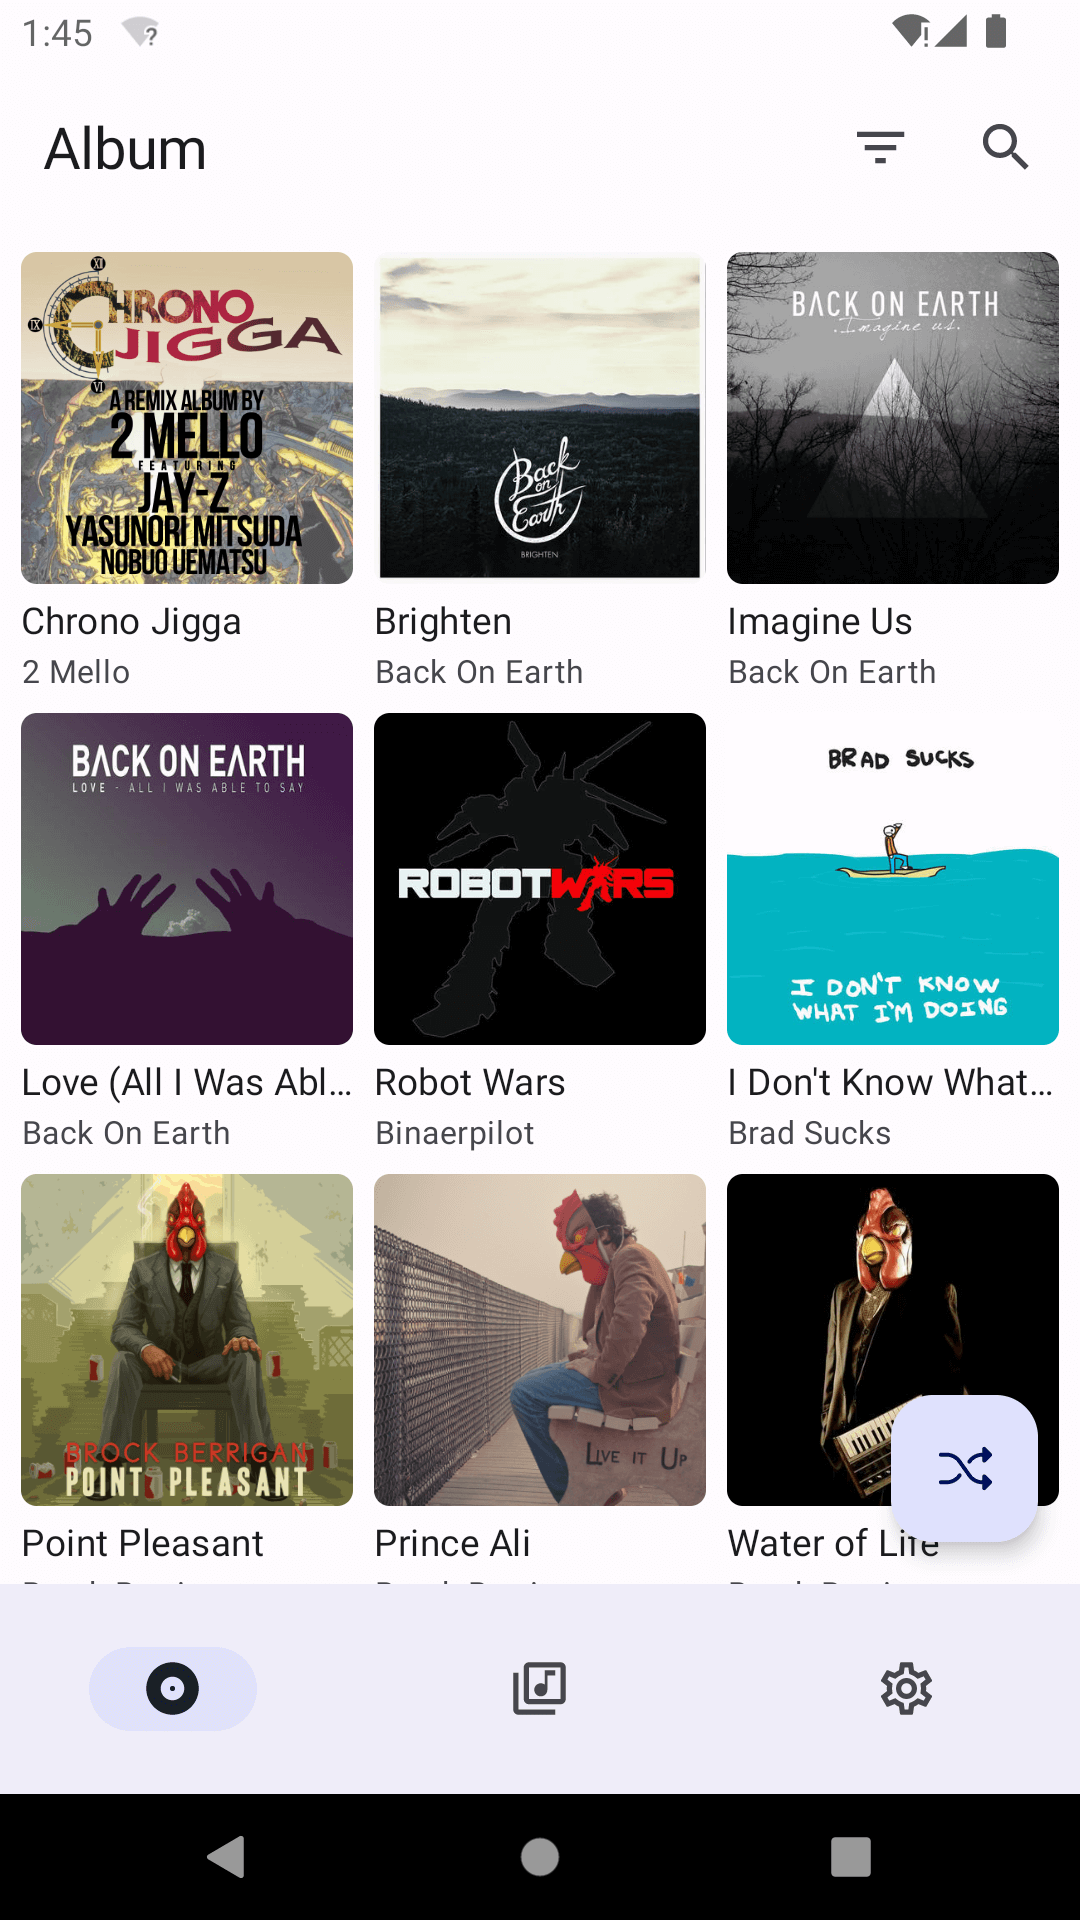 1:45
Album
XI
CHRONO
IX
JIGGA
VI
A REMIX ALBUM BY
2 MELLO
FEATURING
JAY-Z
YASUNORI MITSUDA
NOBUO UEMATSU
Back
on
Earth
BRIGHTEN
BACK ON EARTH
.Imagine us.
Chrono Jigga
2 Mello
Brighten
Back On Earth
Imagine Us
Back On Earth
BACK ON EARTH
LOVE - ALL I WAS ABLE TO SAY
ROBOTWARS
BRAD SUCKS
I DON'T KNOW
WHAT I'M DOING
Love (All I Was Abl...
Back On Earth
Robot Wars
Binaerpilot
I Don't Know What...
Brad Sucks
BROCK BERRIGAN
POINT PLEASANT
LIVE IT UP
Point Pleasant
Prince Ali
Water of Life